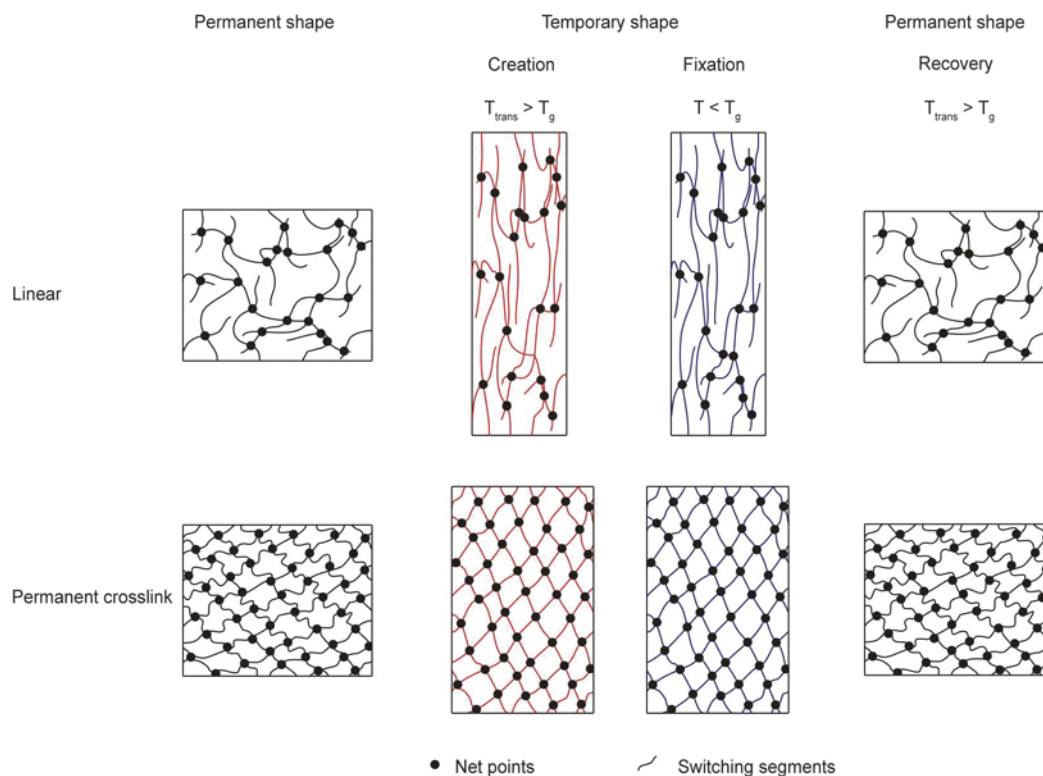 Permanent shape
Temporary shape
Permanent shape
Creation
Fixation
Recovery
T_trans > T_g
T < T_g
T_trans > T_g
Linear
Permanent crosslink
Net points
Switching segments